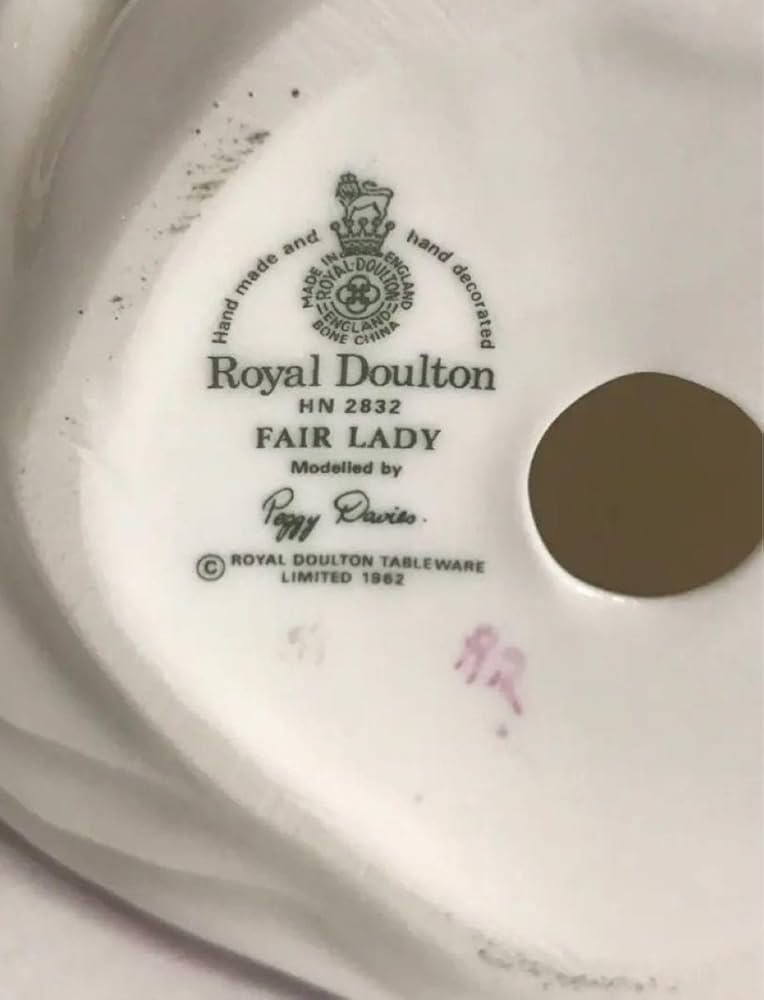 Hand made and hand decorated
MADE IN ENGLAND
ROYAL·DOULTON
ENGLAND
BONE CHINA
Royal Doulton
HN 2832
FAIR LADY
Modelled by
Peggy Davies.
© ROYAL DOULTON TABLEWARE
LIMITED 1962